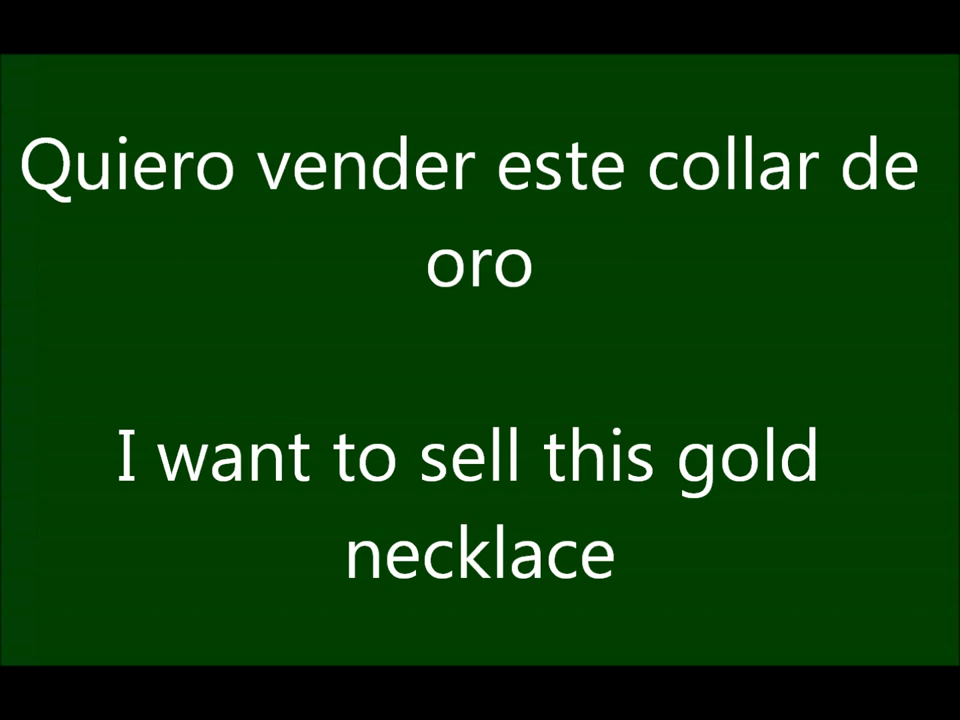 Quiero vender este collar de
oro
I want to sell this gold
necklace